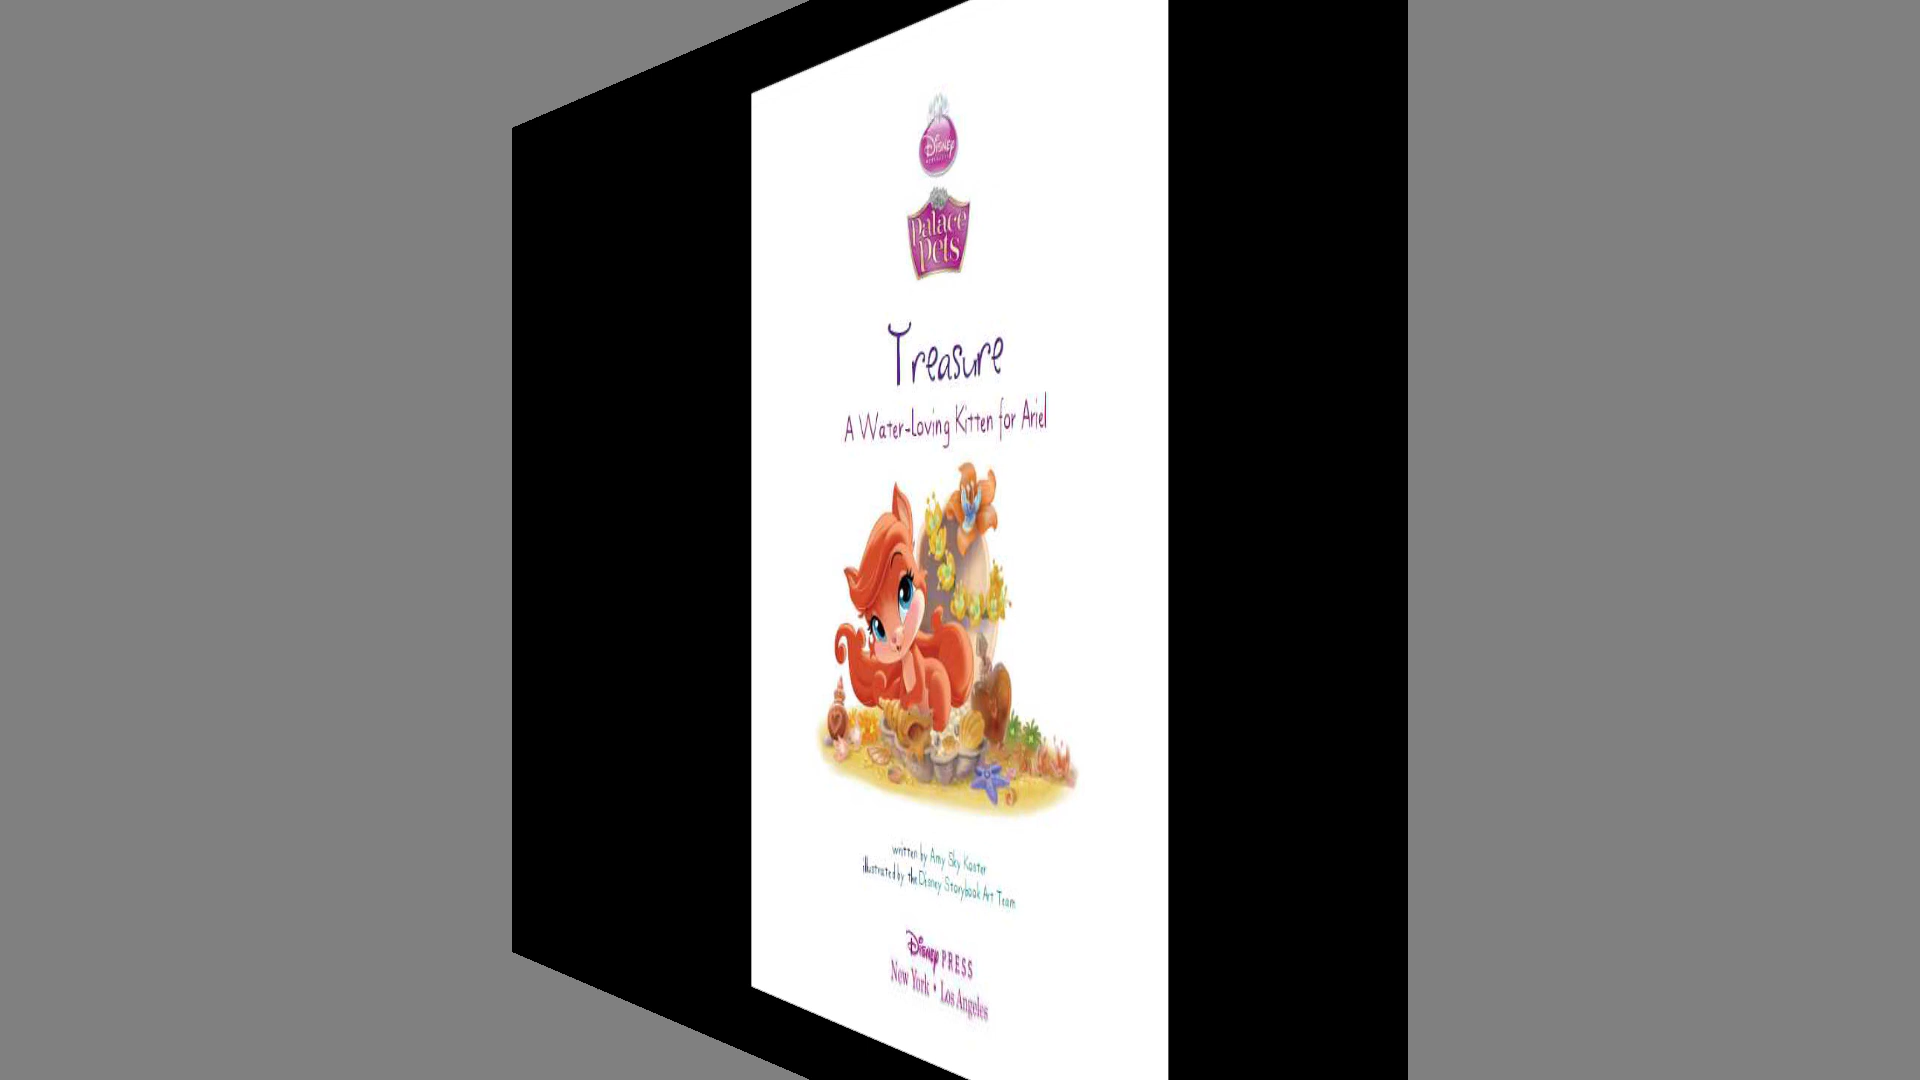 Disney
Palace
Pets
Treasure
A Water-Loving Kitten for Ariel
written by Amy Sky Koster
illustrated by the Disney Storybook Art Team
Disney PRESS
New York • Los Angeles